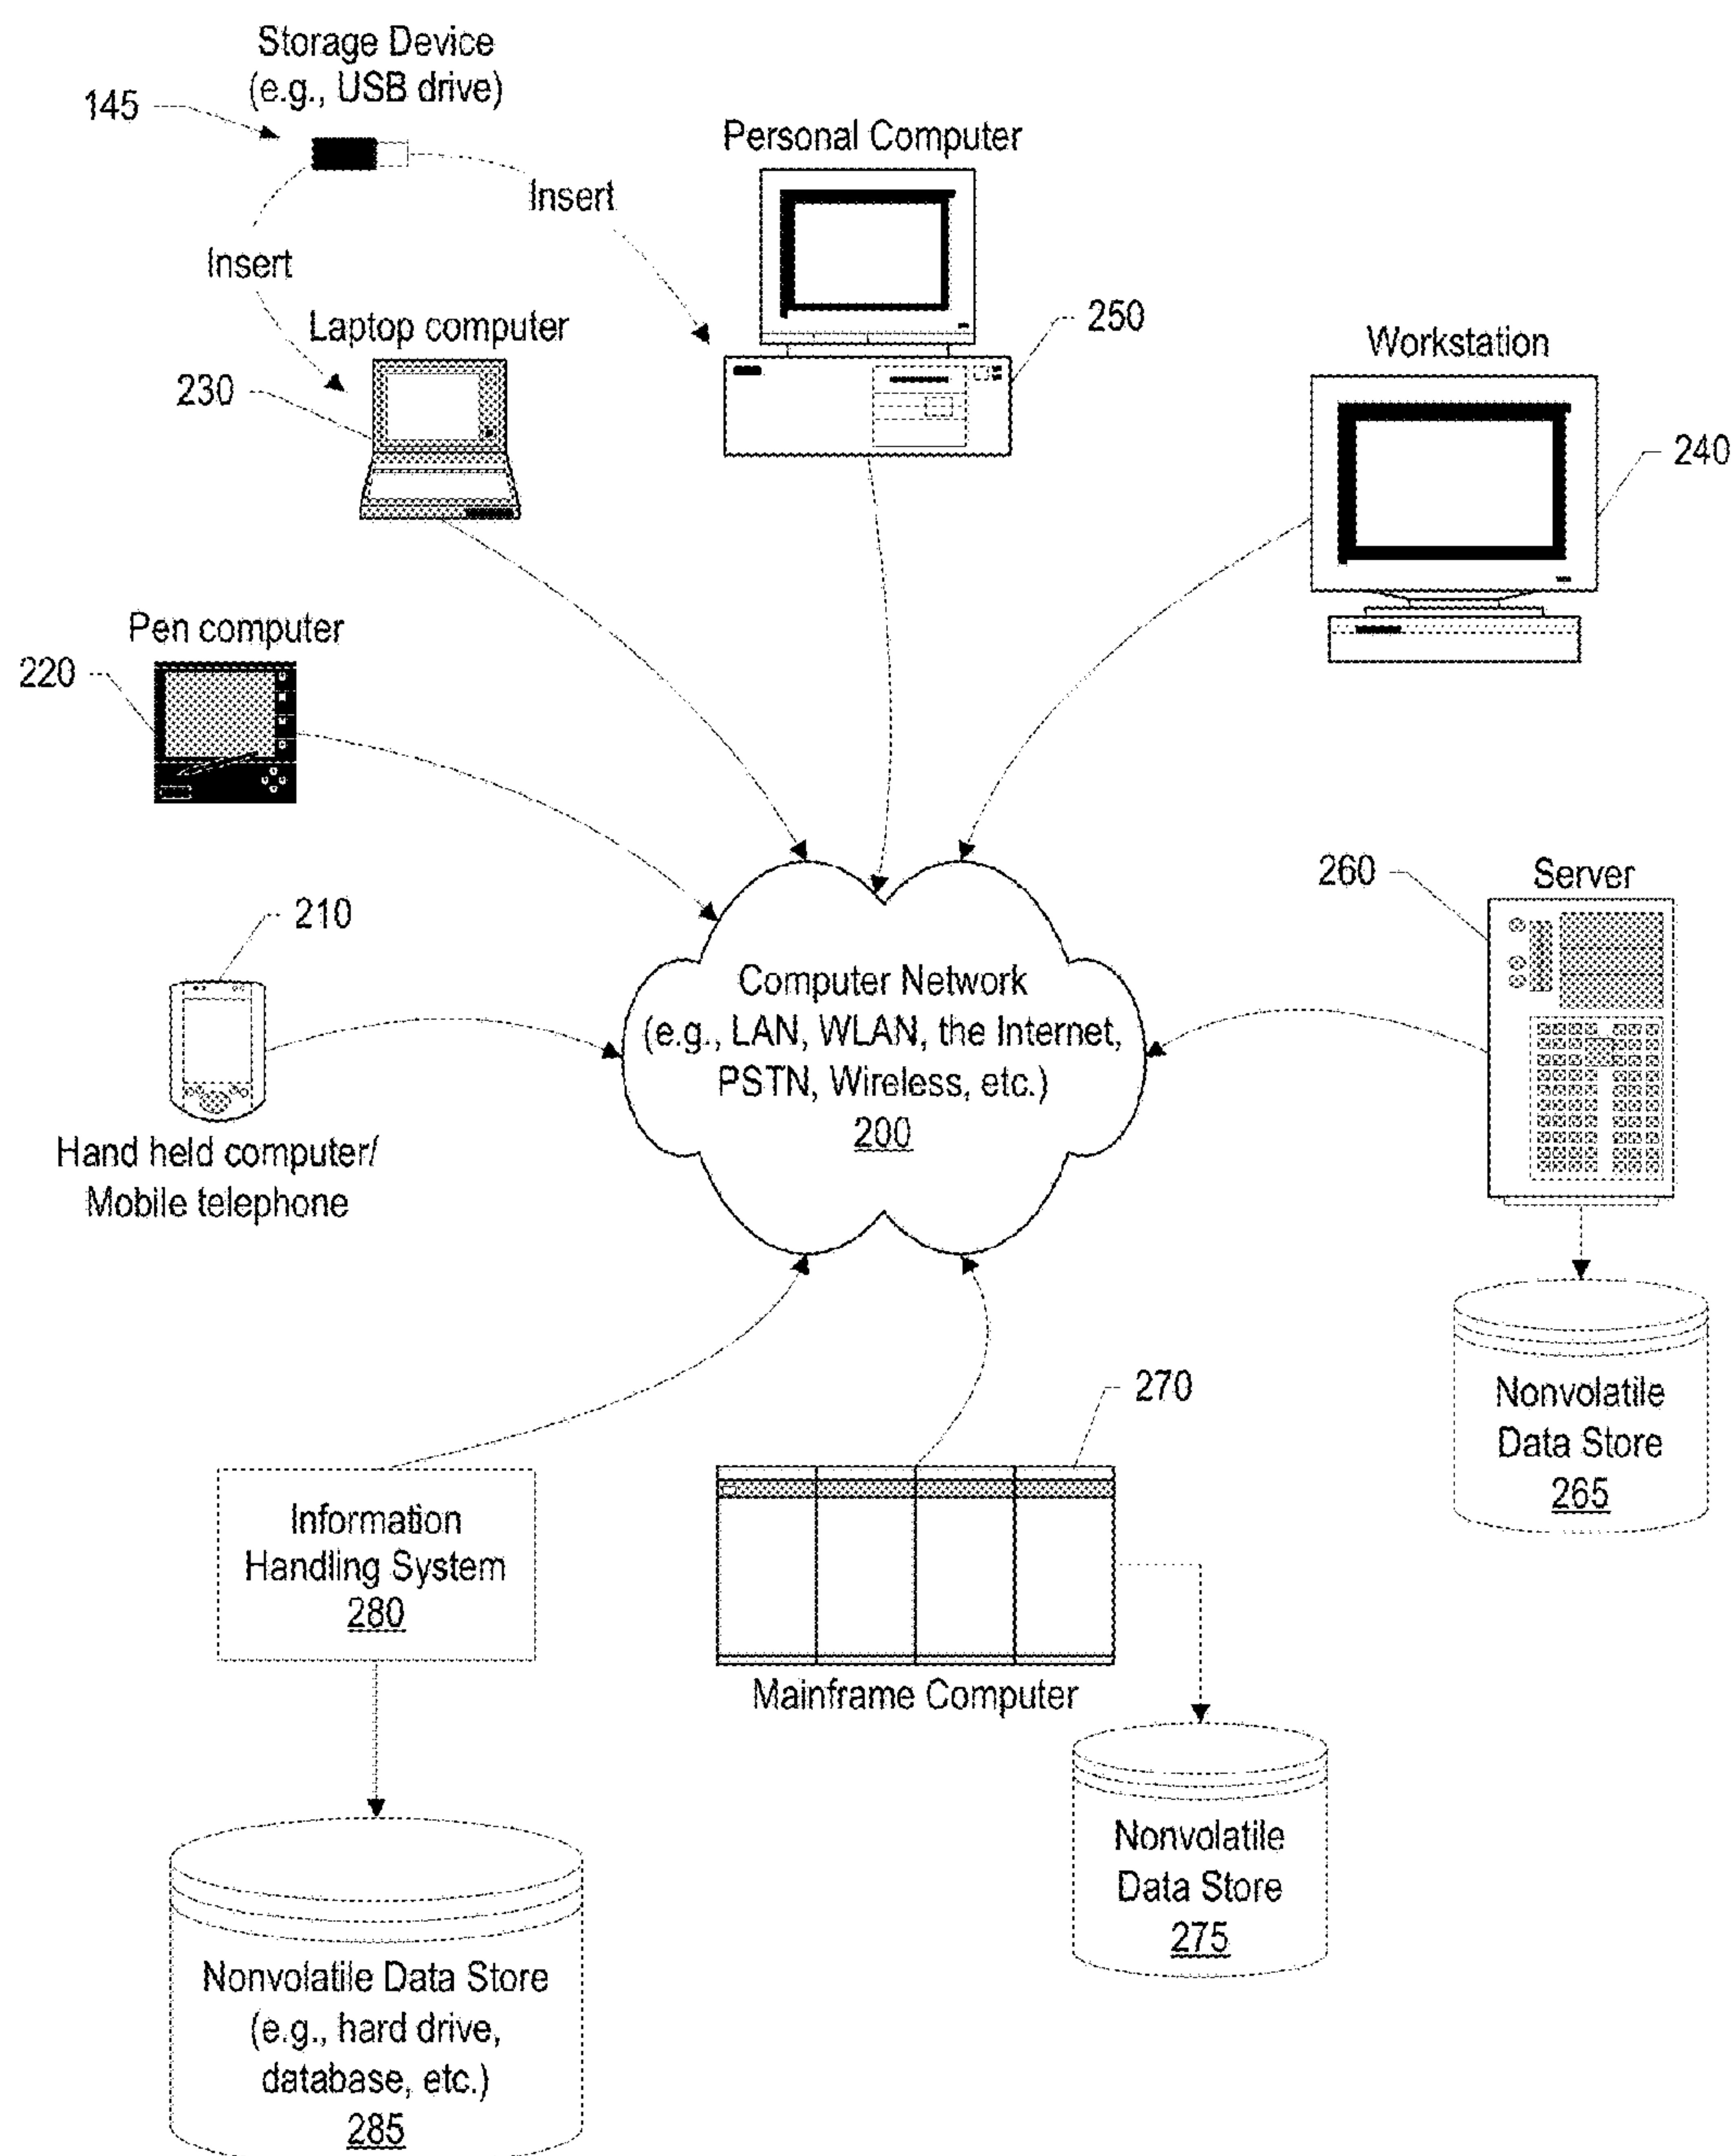 Storage Device
(e.g., USB drive)
145
Personal Computer
Insert
Insert
Laptop computer
250
Workstation
230
240
Pen computer
220
260
Server
210
Computer Network
(e.g., LAN, WLAN, the Internet,
PSTN, Wireless, etc.)
200
Hand held computer/
Mobile telephone
270
Nonvolatile
Data Store
265
Information
Handling System
280
Mainframe Computer
Nonvolatile
Data Store
275
Nonvolatile Data Store
(e.g., hard drive,
database, etc.)
285